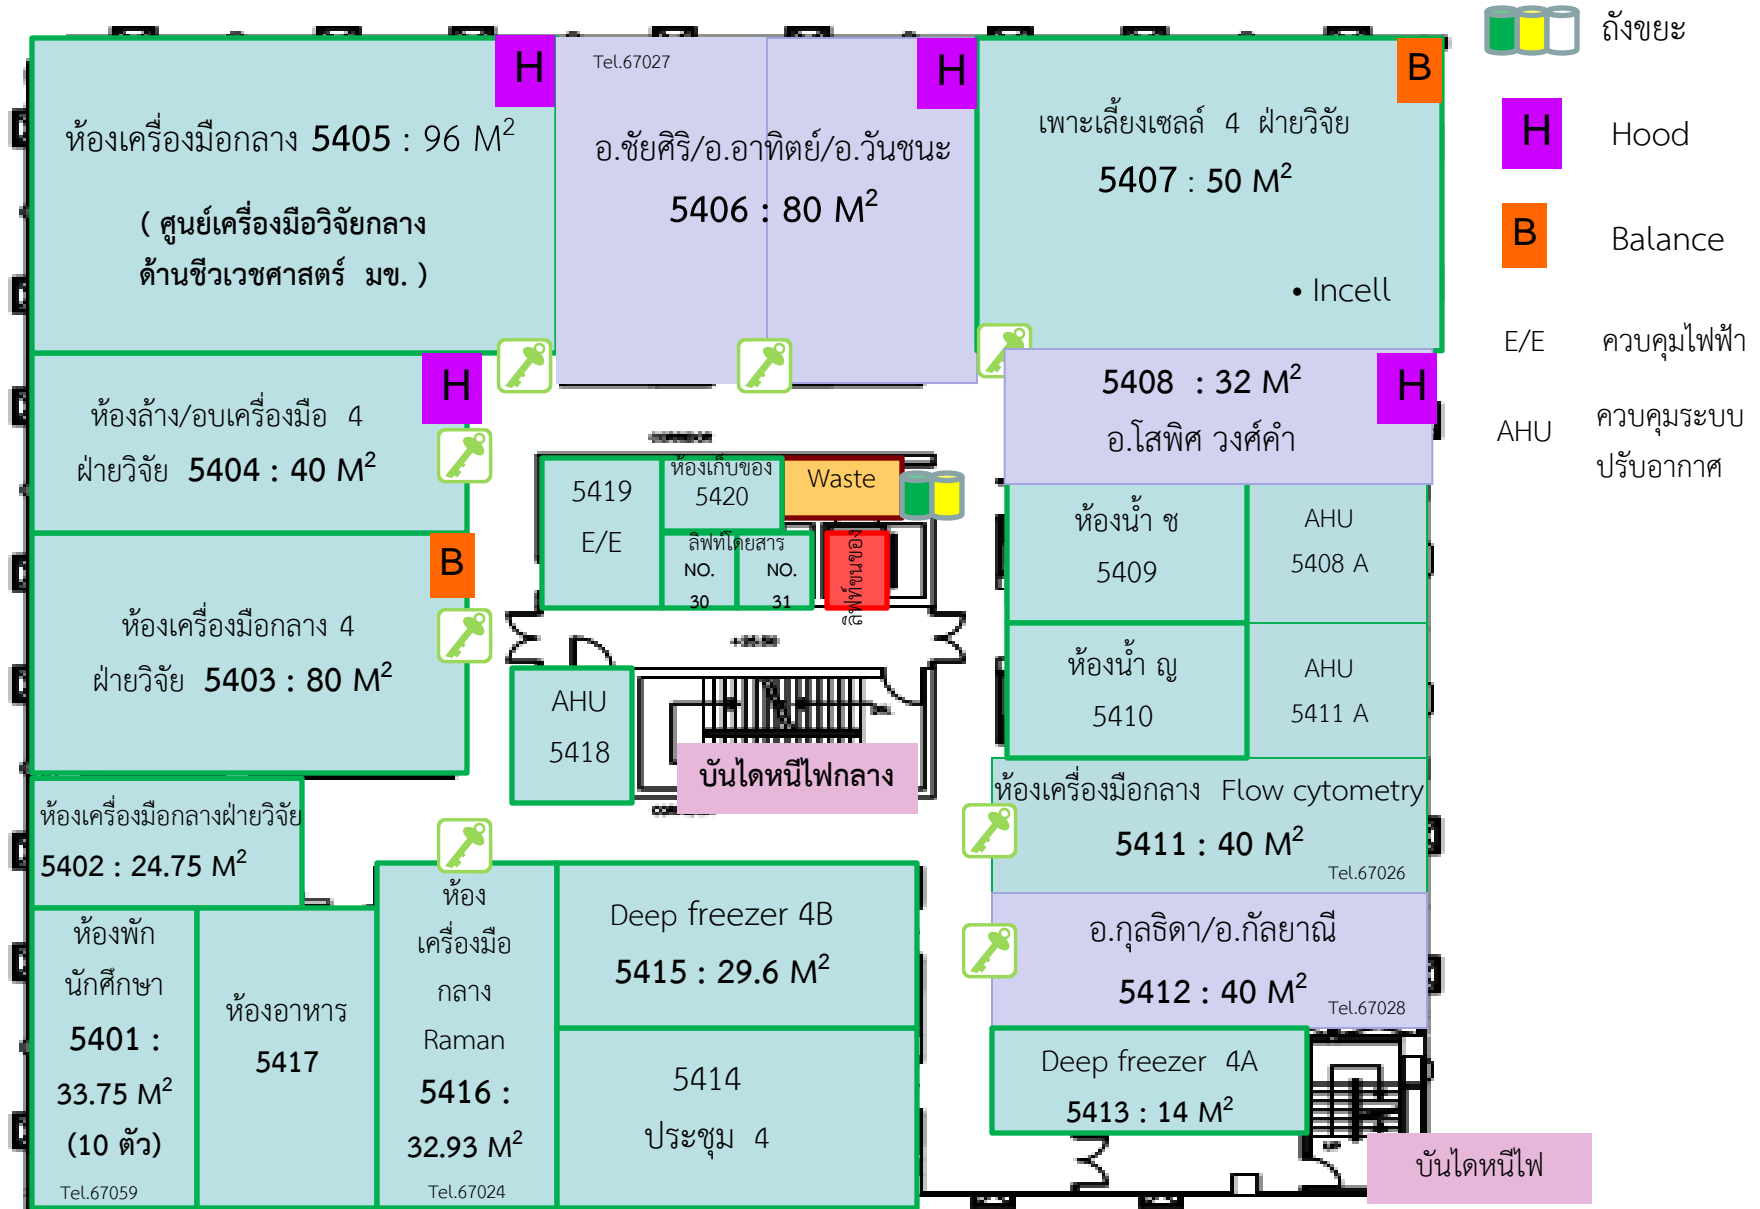 H
ห้องเครื่องมือกลาง 5405 : 96 M²
( ศูนย์เครื่องมือวิจัยกลาง
ด้านชีวเวชศาสตร์ มข. )
Tel.67027
H
อ.ชัยศิริ/อ.อาทิตย์/อ.วันชนะ
5406 : 80 M²
B
เพาะเลี้ยงเซลล์ 4 ฝ่ายวิจัย
5407 : 50 M²
• Incell
ถังขยะ
H
Hood
B
Balance
E/E
ควบคุมไฟฟ้า
AHU
ควบคุมระบบ
ปรับอากาศ
H
ห้องล้าง/อบเครื่องมือ 4
ฝ่ายวิจัย 5404 : 40 M²
5408 : 32 M²
H
อ.โสพิศ วงศ์คำ
CORRIDOR
5419
E/E
ห้องเก็บของ
5420
Waste
ลิฟท์โดยสาร
NO.
30
NO.
31
ลิฟท์ขนของ
ห้องน้ำ ช
5409
AHU
5408 A
B
ห้องเครื่องมือกลาง 4
ฝ่ายวิจัย 5403 : 80 M²
ห้องน้ำ ญ
5410
AHU
5411 A
AHU
5418
บันไดหนีไฟกลาง
ห้องเครื่องมือกลางฝ่ายวิจัย
5402 : 24.75 M²
ห้องเครื่องมือกลาง Flow cytometry
5411 : 40 M²
Tel.67026
ห้องพัก
นักศึกษา
5401 :
33.75 M²
(10 ตัว)
Tel.67059
ห้องอาหาร
5417
ห้อง
เครื่องมือ
กลาง
Raman
5416 :
32.93 M²
Tel.67024
Deep freezer 4B
5415 : 29.6 M²
5414
ประชุม 4
อ.กุลธิดา/อ.กัลยาณี
5412 : 40 M²
Tel.67028
Deep freezer 4A
5413 : 14 M²
UP
บันไดหนีไฟ